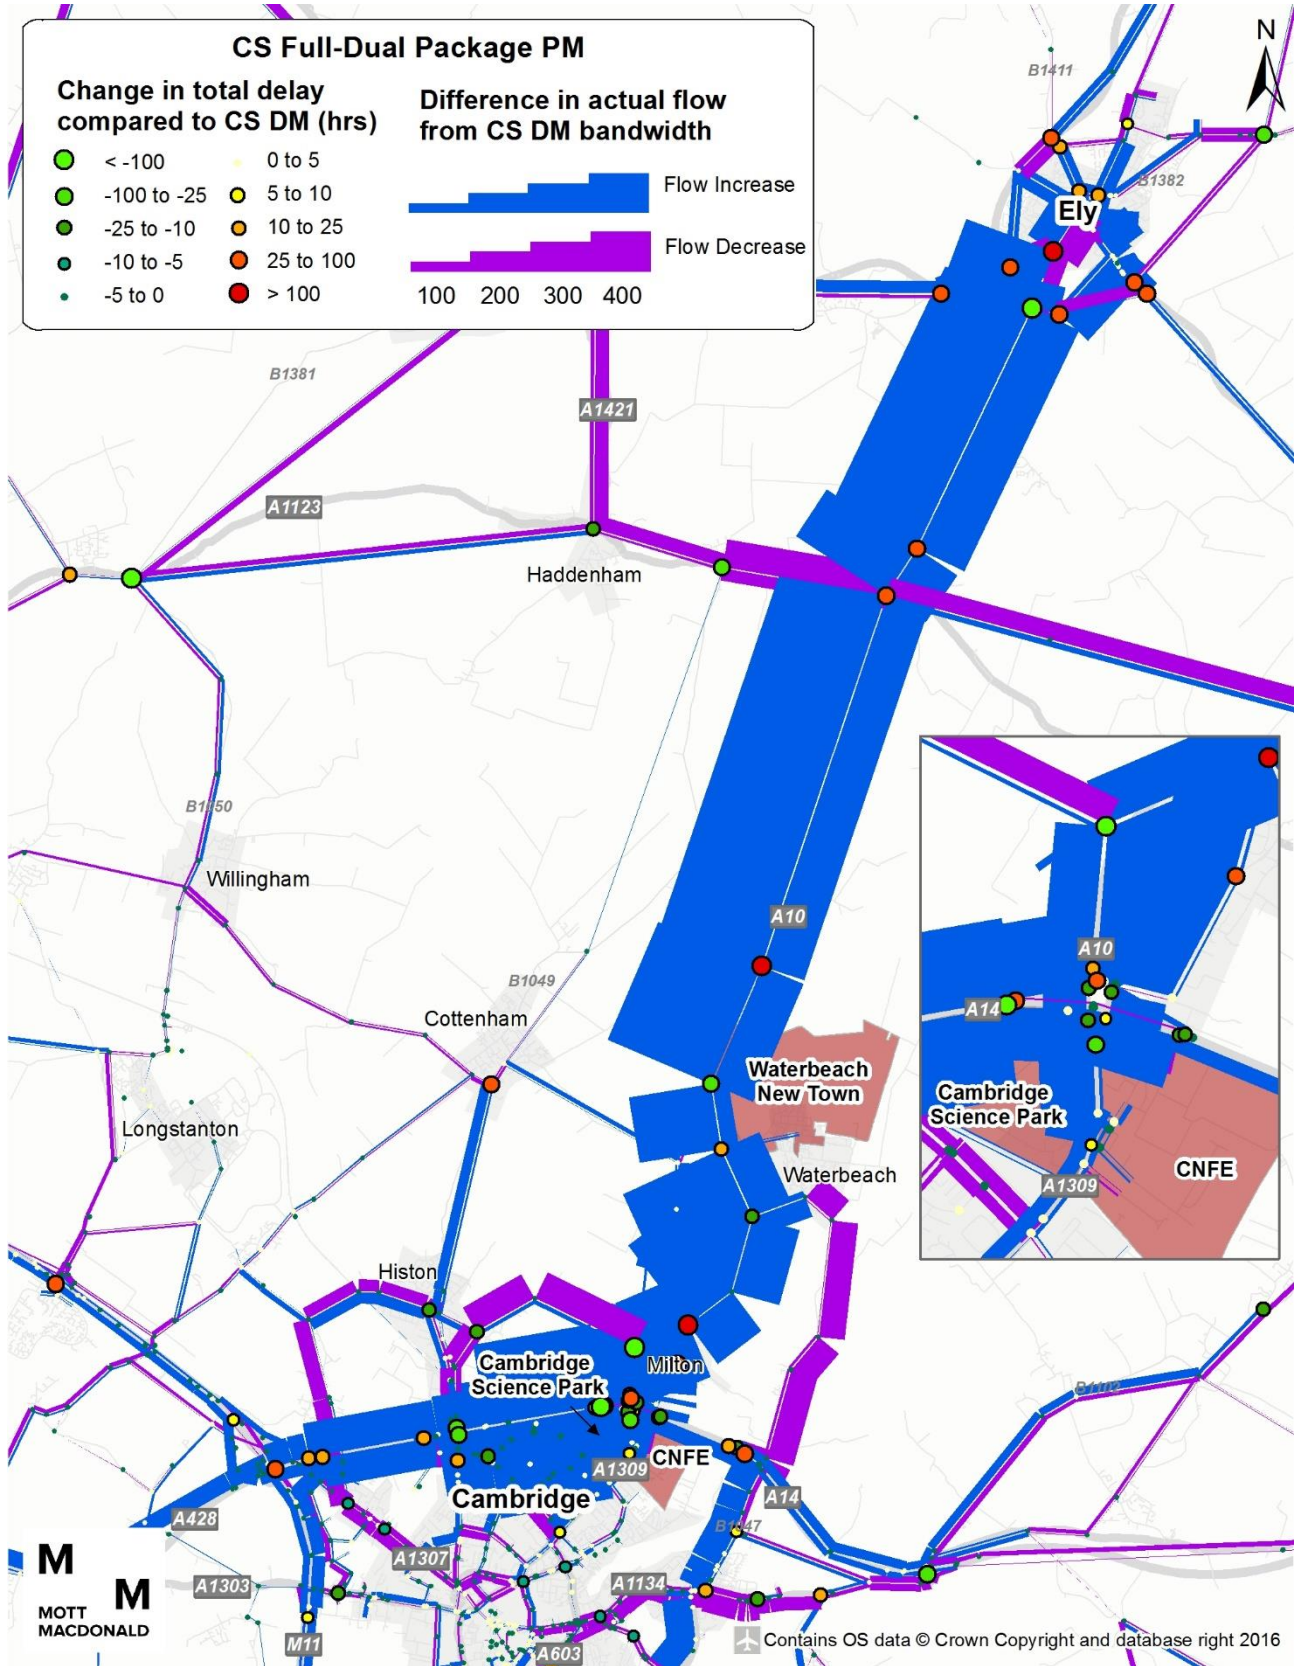 CS Full-Dual Package PM
Change in total delay
compared to CS DM (hrs)
< -100
-100 to -25
-25 to -10
-10 to -5
-5 to 0
0 to 5
5 to 10
10 to 25
25 to 100
> 100
Difference in actual flow
from CS DM bandwidth
Flow Increase
Flow Decrease
100 200 300 400
N
B1411
B1382
Ely
B1381
A1421
A1123
Haddenham
B1050
Willingham
A10
B1049
Cottenham
Longstanton
Waterbeach
New Town
Waterbeach
Histon
Milton
Cambridge
Science Park
CNFE
A1309
Cambridge
A14
B1047
B1102
A428
A1307
A1303
A1134
M11
A603
A10
A14
Cambridge
Science Park
CNFE
A1309
M
M
MOTT
MACDONALD
Contains OS data © Crown Copyright and database right 2016